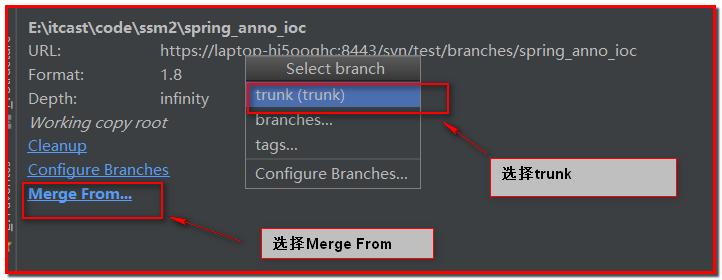 E:\itcast\code\ssm2\spring_anno_ioc
URL: https://laptop-hi5ooqhc:8443/svn/test/branches/spring_anno_ioc
Format: 1.8
Depth: infinity
Working copy root
Cleanup
Configure Branches
Merge From...
Select branch
trunk (trunk)
branches...
tags...
Configure Branches...
选择trunk
选择Merge From